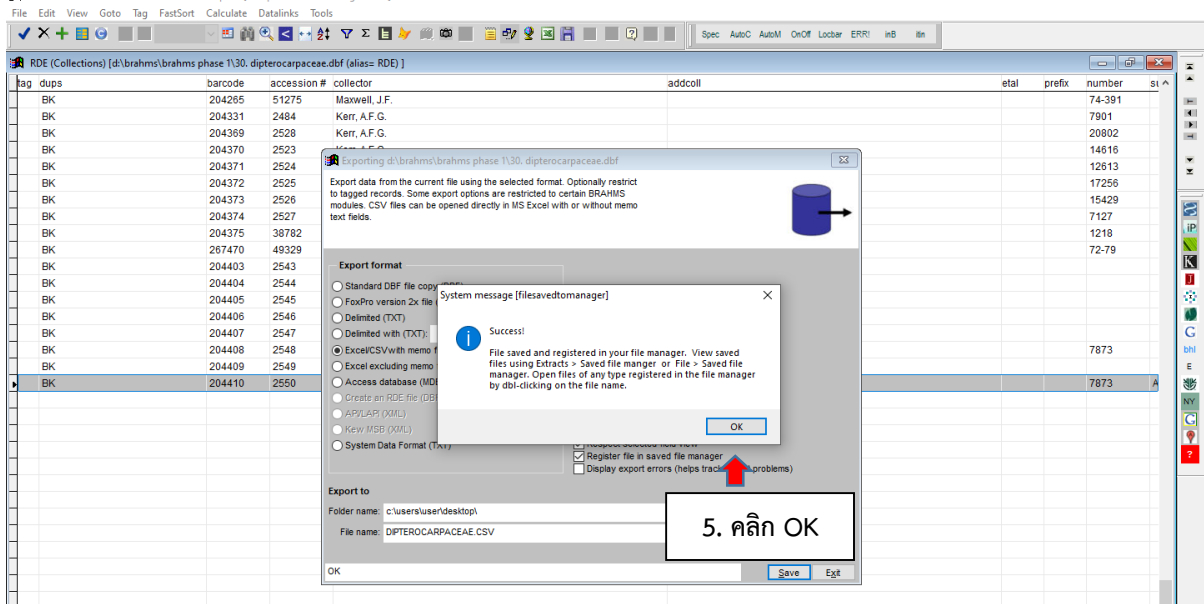 File Edit View Goto Tag FastSort Calculate Datalinks Tools
Spec AutoC AutoM OnOff Locbar ERR! inB itin
RDE (Collections) [d:\brahms\brahms phase 1\30. dipterocarpaceae.dbf (alias= RDE) ]
tag dups barcode accession # collector addcoll etal prefix number
BK 204265 51275 Maxwell, J.F. 74-391
BK 204331 2484 Kerr, A.F.G. 7901
BK 204369 2528 Kerr, A.F.G. 20802
BK 204370 2523 14616
BK 204371 2524 12613
BK 204372 2525 17256
BK 204373 2526 15429
BK 204374 2527 7127
BK 204375 38782 1218
BK 267470 49329 72-79
BK 204403 2543
BK 204404 2544
BK 204405 2545
BK 204406 2546
BK 204407 2547
BK 204408 2548 7873
BK 204409 2549
BK 204410 2550 7873 A
Exporting d:\brahms\brahms phase 1\30. dipterocarpaceae.dbf
Export data from the current file using the selected format. Optionally restrict
to tagged records. Some export options are restricted to certain BRAHMS
modules. CSV files can be opened directly in MS Excel with or without memo
text fields.
Export format
Standard DBF file copy
FoxPro version 2x file
Delimited (TXT)
Delimited with (TXT):
Excel/CSV with memo f
Excel excluding memo
Access database (MD
Create an RDE file (DB
API/LAPI (XML)
Kew MSB (XML)
System Data Format (TXT)
System message [filesavedtomanager]
Success!
File saved and registered in your file manager. View saved
files using Extracts > Saved file manger or File > Saved file
manager. Open files of any type registered in the file manager
by dbl-clicking on the file name.
OK
Respect selected field view
Register file in saved file manager
Display export errors (helps track problems)
Export to
Folder name: c:\users\user\desktop\
File name: DIPTEROCARPACEAE.CSV
5. คลิก OK
OK
Save Exit
iP
K
J
G
bhl
E
NY
G
?